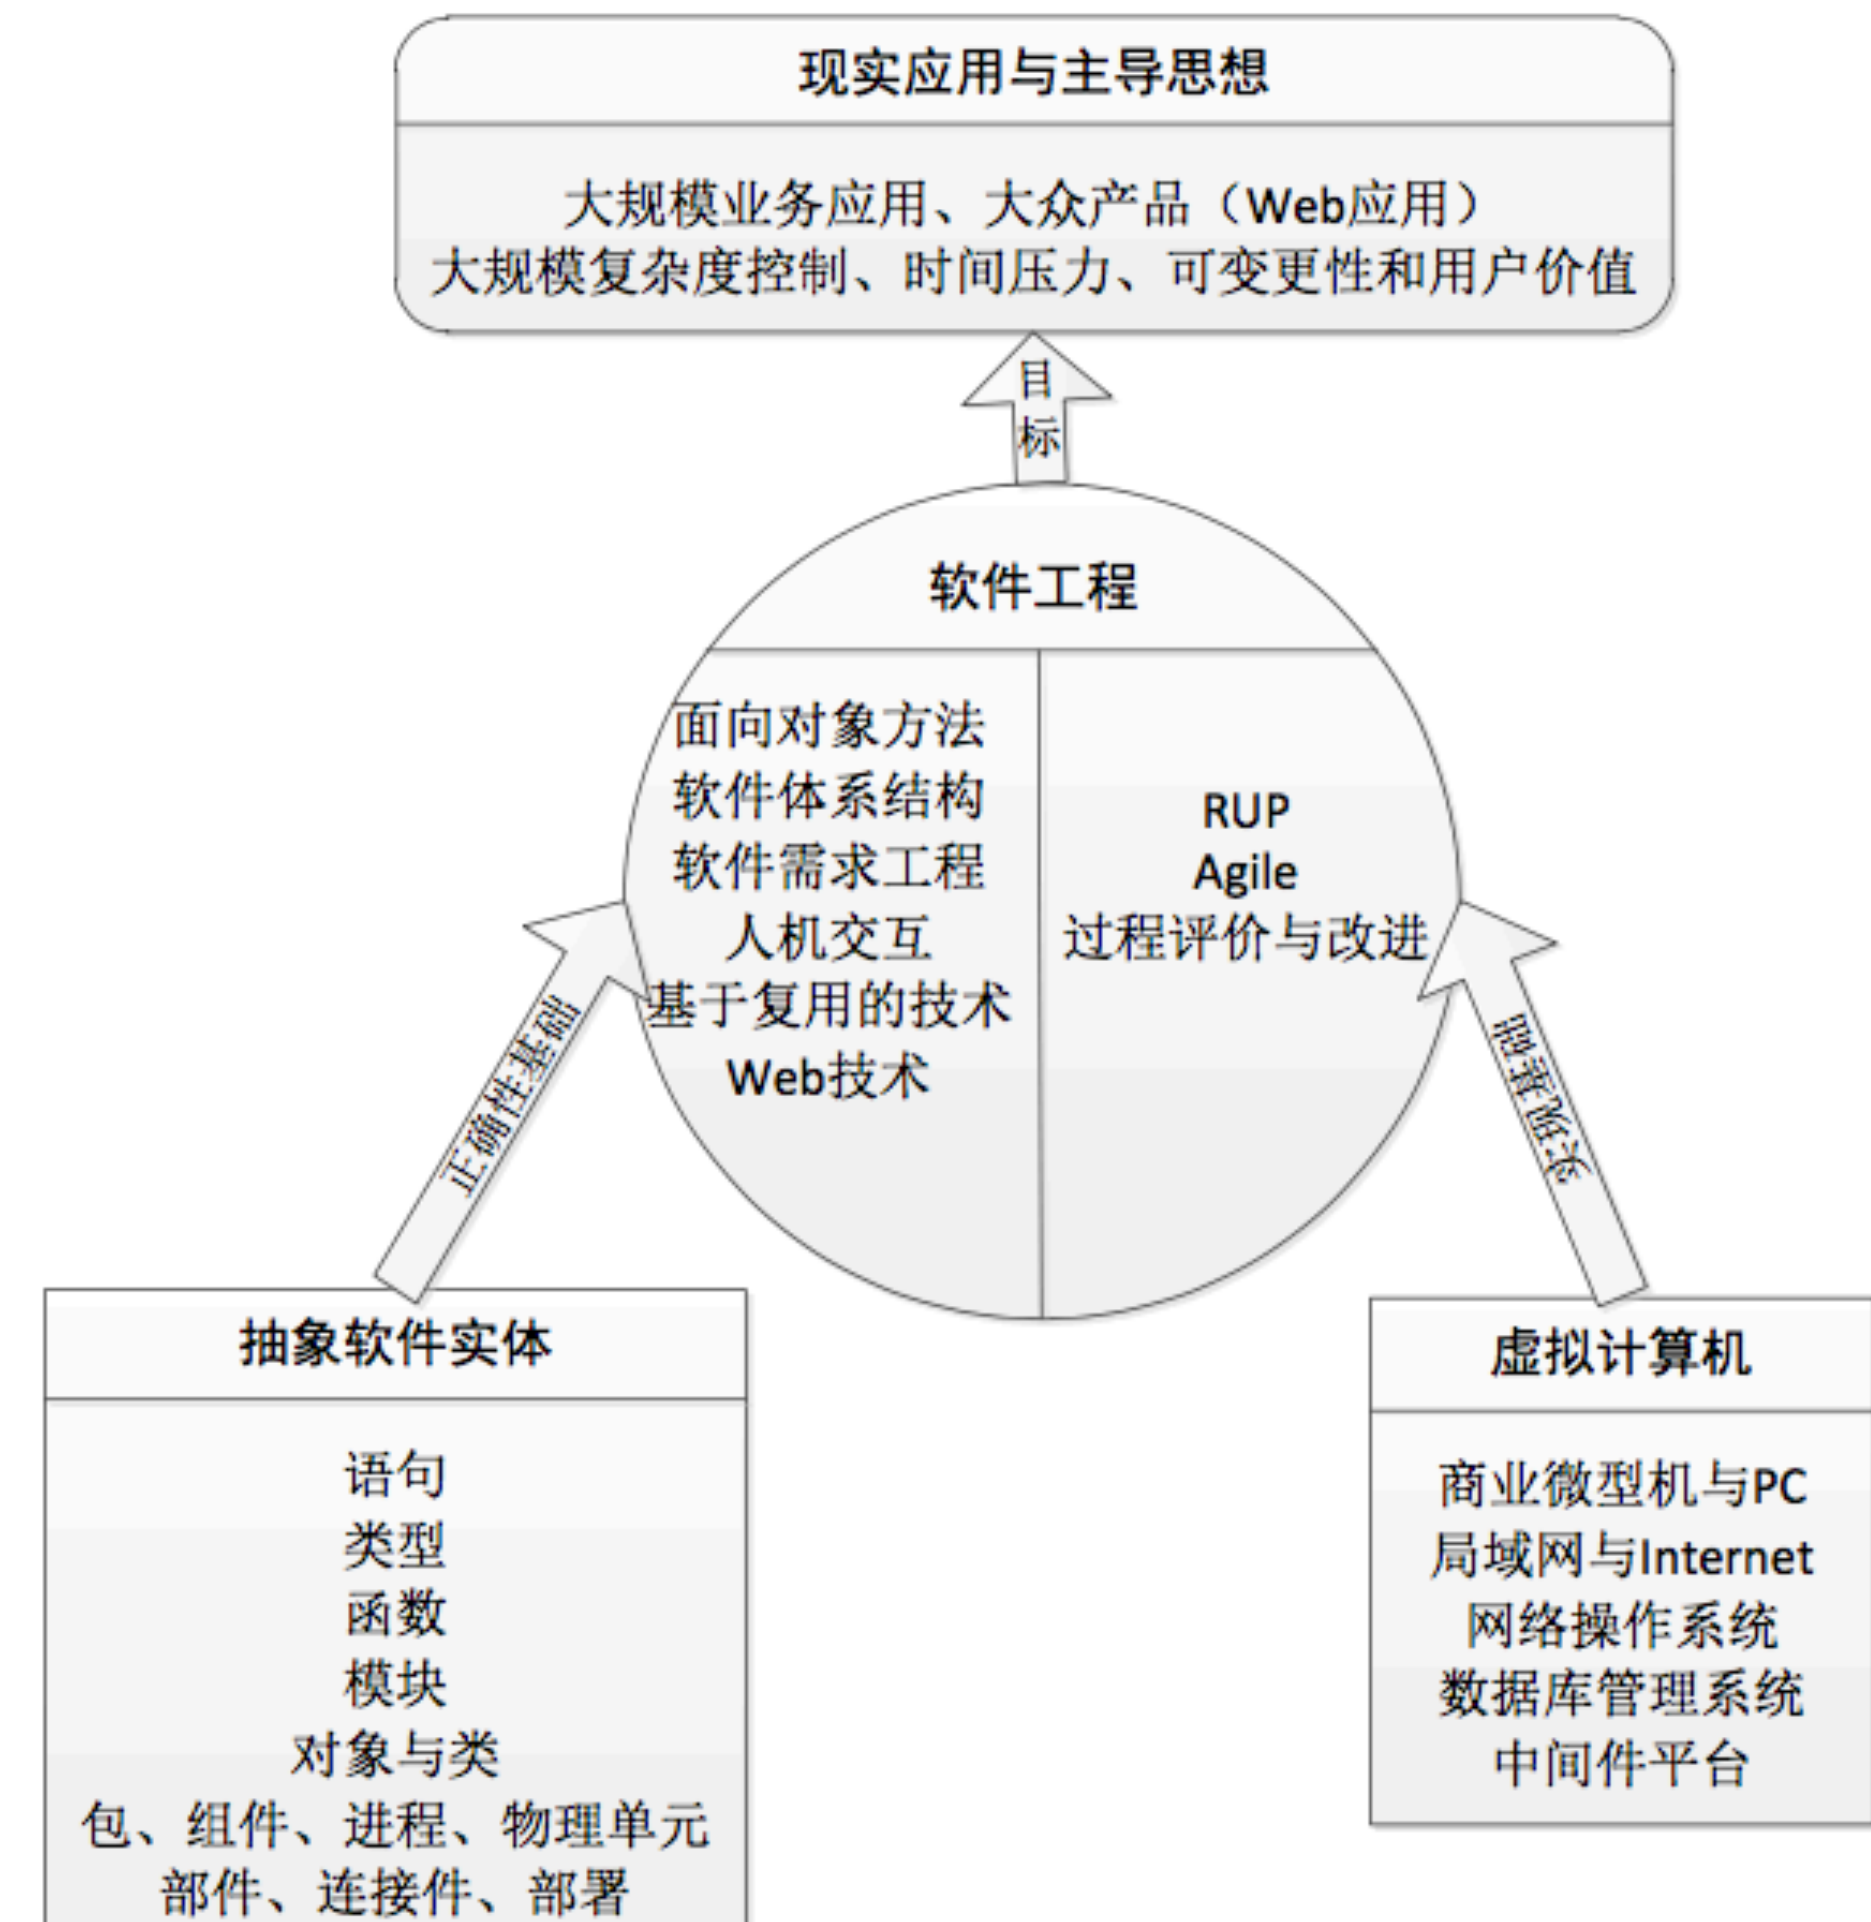 现实应用与主导思想
大规模业务应用、大众产品（Web应用）
大规模复杂度控制、时间压力、可变更性和用户价值
目
标
软件工程
面向对象方法
软件体系结构
软件需求工程
人机交互
基于复用的技术
Web技术
RUP
Agile
过程评价与改进
正确性基础
实现基础
抽象软件实体
语句
类型
函数
模块
对象与类
包、组件、进程、物理单元
部件、连接件、部署
虚拟计算机
商业微型机与PC
局域网与Internet
网络操作系统
数据库管理系统
中间件平台